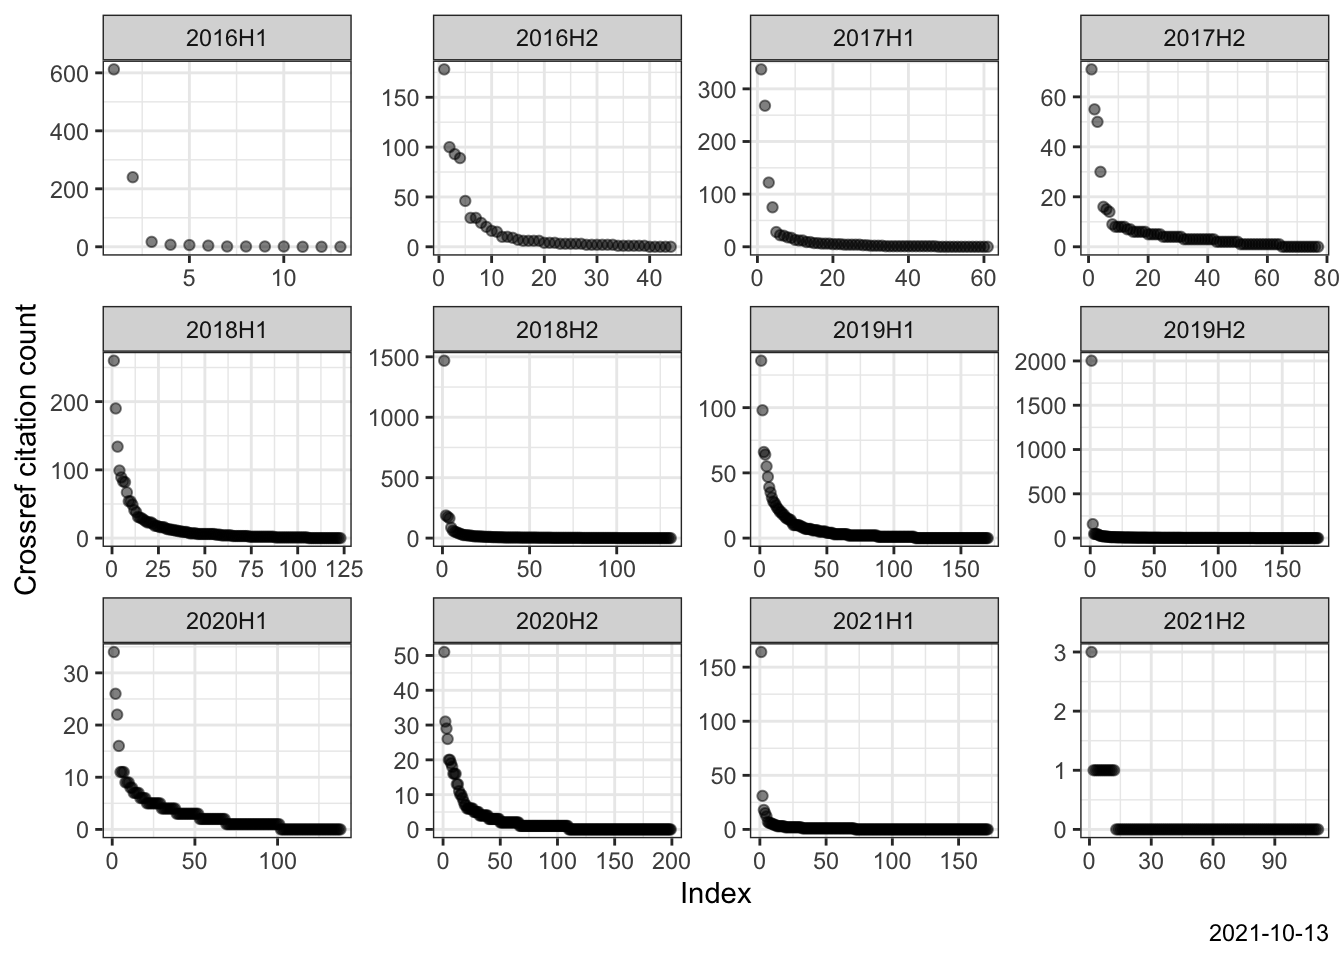 2016H1 2016H2 2017H1 2017H2
600 400 200 0
150 100 50 0
300 200 100 0
60 40 20 0
5 10
0 10 20 30 40
0 20 40 60
0 20 40 60 80
Crossref citation count
2018H1 2018H2 2019H1 2019H2
200 100 0
1500 1000 500 0
100 50 0
2000 1500 1000 500 0
0 25 50 75 100 125
0 50 100
0 50 100 150
0 50 100 150
2020H1 2020H2 2021H1 2021H2
30 20 10 0
50 40 30 20 10 0
150 100 50 0
3 2 1 0
0 50 100
0 50 100 150 200
0 50 100 150
0 30 60 90
Index
2021-10-13